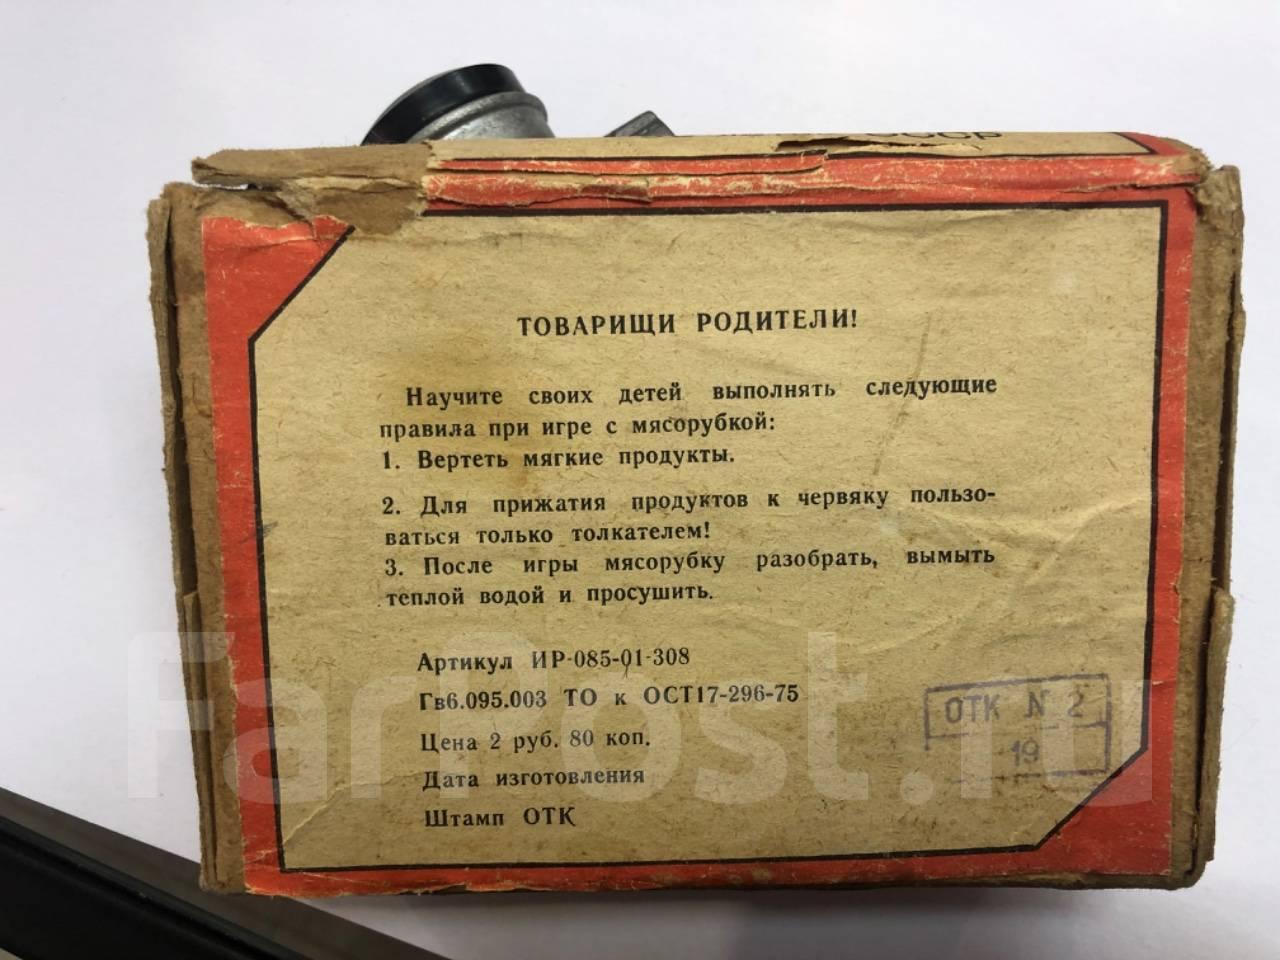 СССР
ТОВАРИЩИ РОДИТЕЛИ!
Научите своих детей выполнять следующие
правила при игре с мясорубкой:
1. Вертеть мягкие продукты.
2. Для прижатия продуктов к червяку пользо-
ваться только толкателем!
3. После игры мясорубку разобрать, вымыть
теплой водой и просушить.
Артикул ИР-085-01-308
Гв6.095.003 ТО к ОСТ17-296-75
Цена 2 руб. 80 коп.
Дата изготовления
Штамп ОТК
ОТК N 2
19
FarPost.ru